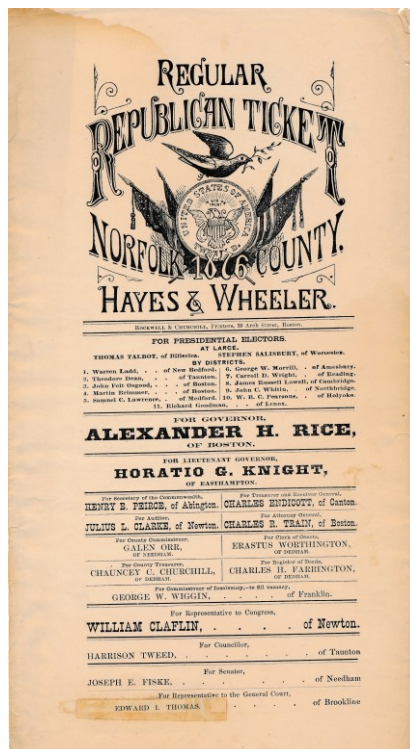 REGULAR
REPUBLICAN TICKET
UNITED STATES OF AMERICA
NORFOLK 1876 COUNTY.
HAYES & WHEELER.
ROCKWELL & CHURCHILL, Printers, 39 Arch Street, Boston.
FOR PRESIDENTIAL ELECTORS.
AT LARGE.
THOMAS TALBOT, of Billerica. STEPHEN SALISBURY, of Worcester.
BY DISTRICTS.
1. Warren Ladd, . . of New Bedford. 6. George W. Morrill, . of Amesbury.
2. Theodore Dean, . . of Taunton. 7. Carroll D. Wright, . of Reading.
3. John Felt Osgood, . . of Boston. 8. James Russell Lowell, of Cambridge.
4. Martin Brimmer, . . of Boston. 9. John C. Whitin, . of Northbridge.
5. Samuel C. Lawrence, . of Medford. 10. W. B. C. Pearsons, . of Holyoke.
11. Richard Goodman, . . of Lenox.
FOR GOVERNOR,
ALEXANDER H. RICE,
OF BOSTON.
FOR LIEUTENANT GOVERNOR,
HORATIO G. KNIGHT,
OF EASTHAMPTON.
For Secretary of the Commonwealth, For Treasurer and Receiver General,
HENRY B. PEIRCE, of Abington. CHARLES ENDICOTT, of Canton.
For Auditor, For Attorney General,
JULIUS L. CLARKE, of Newton. CHARLES R. TRAIN, of Boston.
For County Commissioner, For Clerk of Courts,
GALEN ORR, ERASTUS WORTHINGTON,
OF NEEDHAM. OF DEDHAM.
For County Treasurer, For Register of Deeds,
CHAUNCEY C. CHURCHILL, CHARLES H. FARRINGTON,
OF DEDHAM. OF DEDHAM.
For Commissioner of Insolvency,—to fill vacancy,
GEORGE W. WIGGIN, . . . . . of Franklin.
For Representative to Congress,
WILLIAM CLAFLIN, . . . . . of Newton.
For Councillor,
HARRISON TWEED, . . . . . . of Taunton
For Senator,
JOSEPH E. FISKE, . . . . . . of Needham
For Representative to the General Court,
EDWARD I. THOMAS. . . . . of Brookline